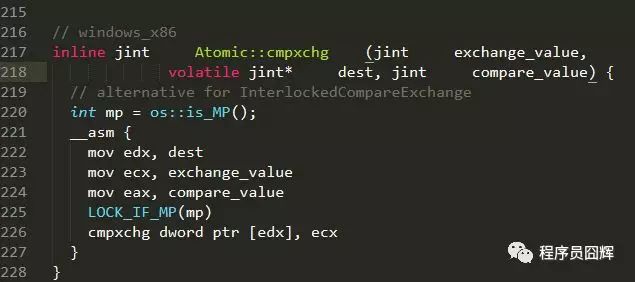 215
216 // windows_x86
217 inline jint Atomic::cmpxchg (jint exchange_value,
218 volatile jint* dest, jint compare_value) {
219 // alternative for InterlockedCompareExchange
220 int mp = os::is_MP();
221 __asm {
222 mov edx, dest
223 mov ecx, exchange_value
224 mov eax, compare_value
225 LOCK_IF_MP(mp)
226 cmpxchg dword ptr [edx], ecx
227 }
228 }
程序员囧辉